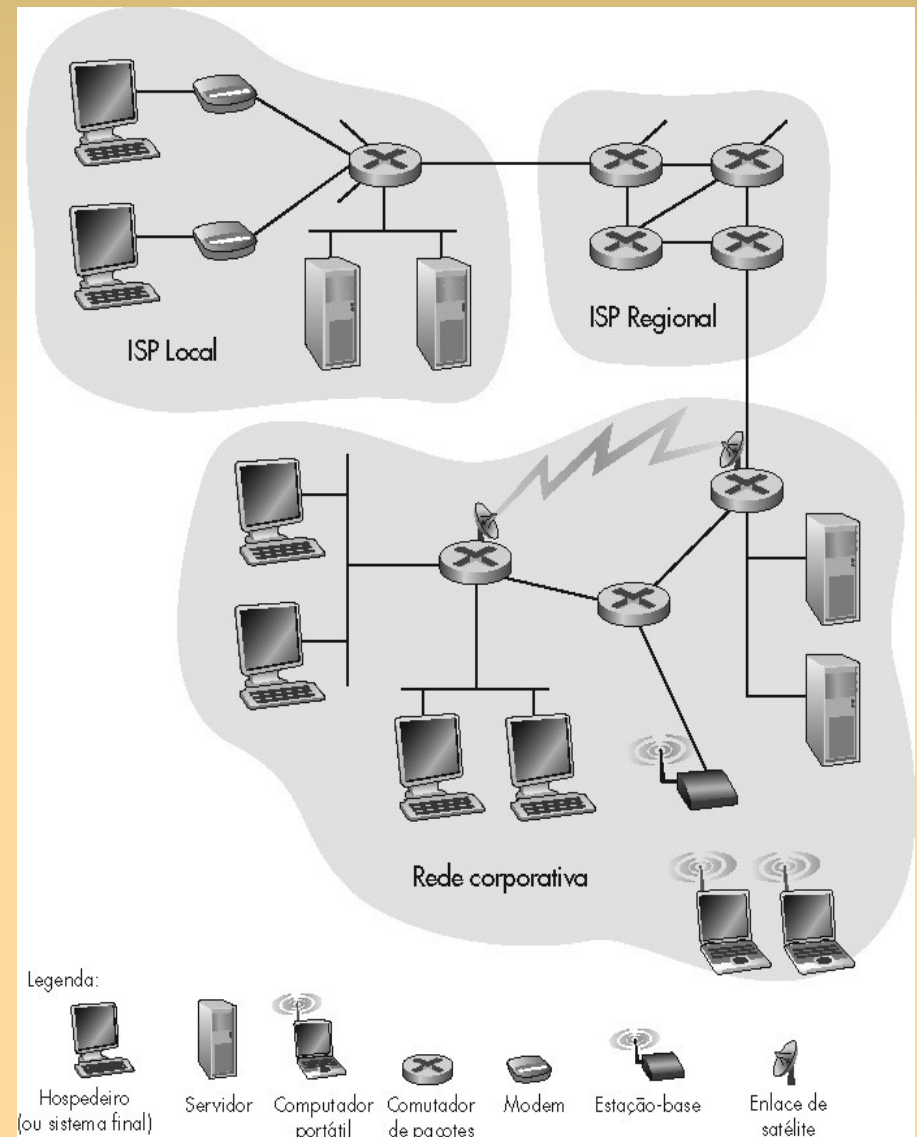 ISP Local
ISP Regional
Rede corporativa
Legenda:
Hospedeiro
(ou sistema final)
Servidor
Computador
portátil
Comutador
de pacotes
Modem
Estação-base
Enlace de
satélite